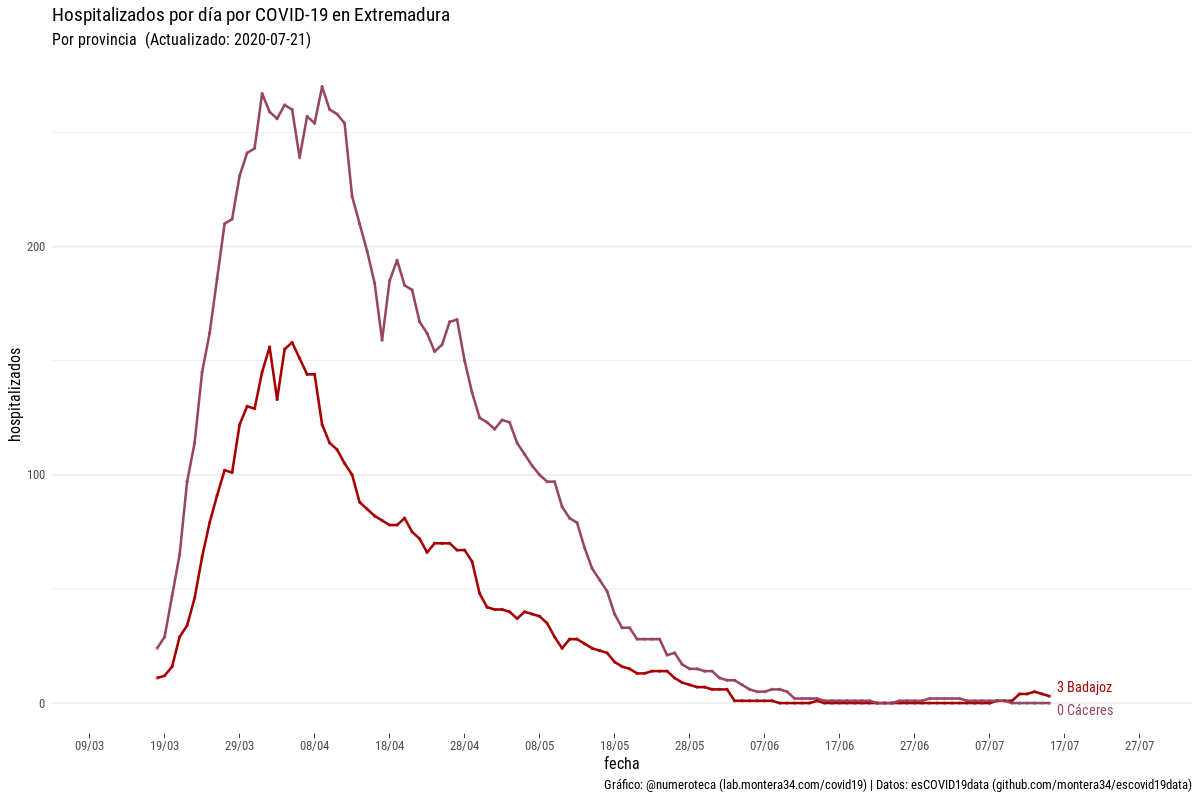 Hospitalizados por día por COVID-19 en Extremadura
Por provincia  (Actualizado: 2020-07-21)
hospitalizados
200
100
0
3 Badajoz
0 Cáceres
09/03 19/03 29/03 08/04 18/04 28/04 08/05 18/05 28/05 07/06 17/06 27/06 07/07 17/07 27/07
fecha
Gráfico: @numeroteca (lab.montera34.com/covid19) | Datos: esCOVID19data (github.com/montera34/escovid19data)